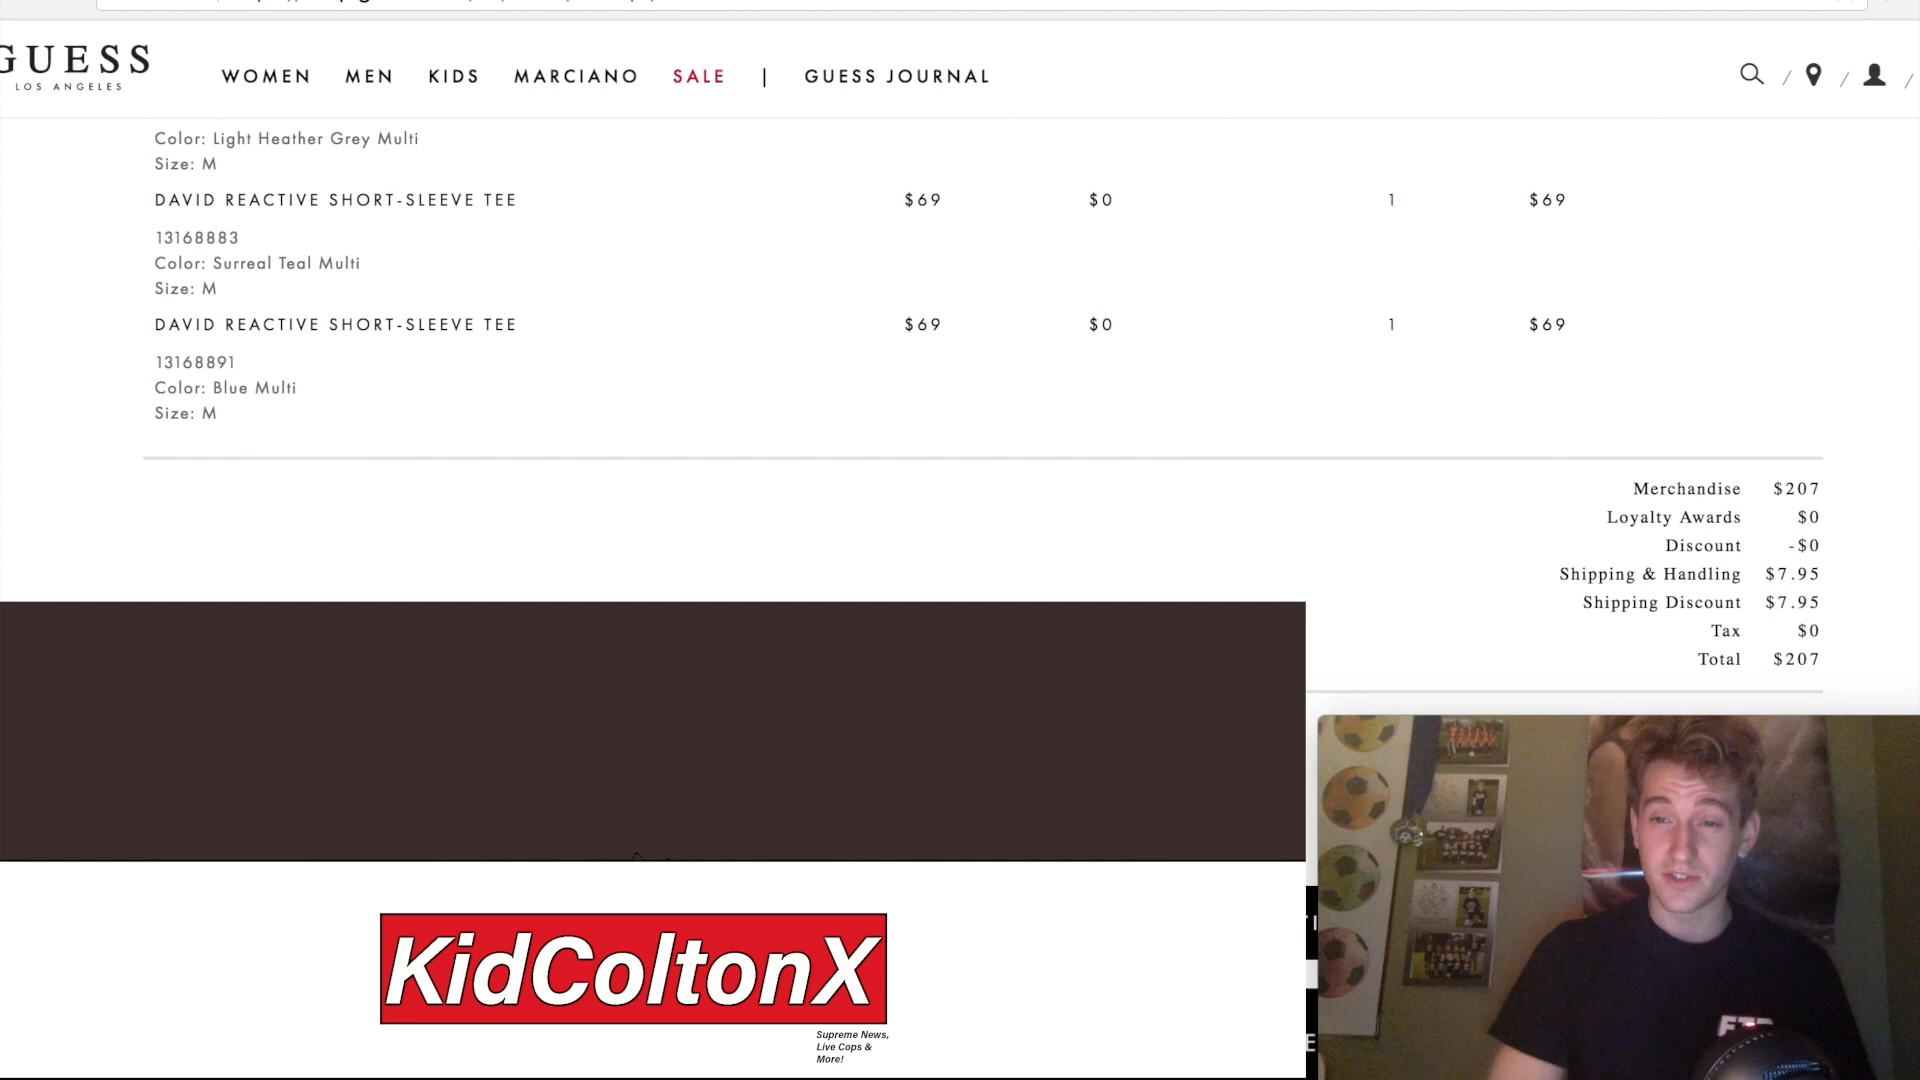 GUESS
LOS ANGELES
WOMEN MEN KIDS MARCIANO SALE | GUESS JOURNAL
Color: Light Heather Grey Multi
Size: M
DAVID REACTIVE SHORT-SLEEVE TEE $69 $0 1 $69
13168883
Color: Surreal Teal Multi
Size: M
DAVID REACTIVE SHORT-SLEEVE TEE $69 $0 1 $69
13168891
Color: Blue Multi
Size: M
Merchandise $207
Loyalty Awards $0
Discount -$0
Shipping & Handling $7.95
Shipping Discount $7.95
Tax $0
Total $207
KidColtonX
Supreme News,
Live Cops &
More!